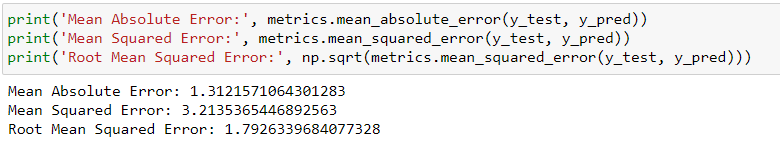 print('Mean Absolute Error:', metrics.mean_absolute_error(y_test, y_pred))
print('Mean Squared Error:', metrics.mean_squared_error(y_test, y_pred))
print('Root Mean Squared Error:', np.sqrt(metrics.mean_squared_error(y_test, y_pred)))
Mean Absolute Error: 1.3121571064301283
Mean Squared Error: 3.2135365446892563
Root Mean Squared Error: 1.7926339684077328